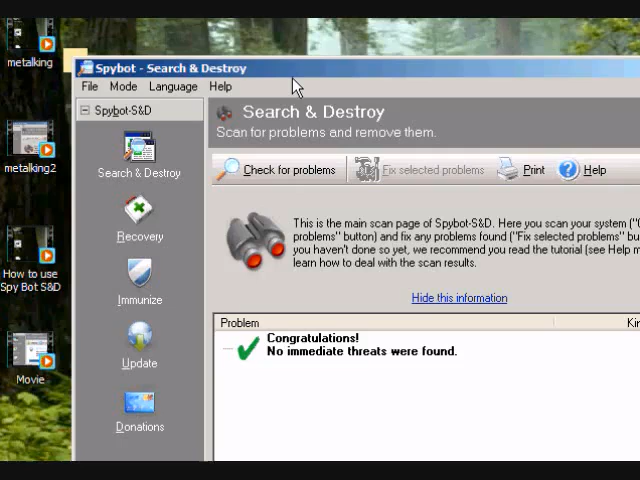 metalking
metalking2
How to use
Spy Bot S&D
Movie
Spybot - Search & Destroy
File Mode Language Help
Spybot-S&D
Search & Destroy
Recovery
Immunize
Update
Donations
Search & Destroy
Scan for problems and remove them.
Check for problems Fix selected problems Print Help
This is the main scan page of Spybot-S&D. Here you scan your system ("C
problems" button) and fix any problems found ("Fix selected problems" bu
you haven't done so yet, we recommend you read the tutorial (see Help m
learn how to deal with the scan results.
Hide this information
Problem Kin
Congratulations!
No immediate threats were found.